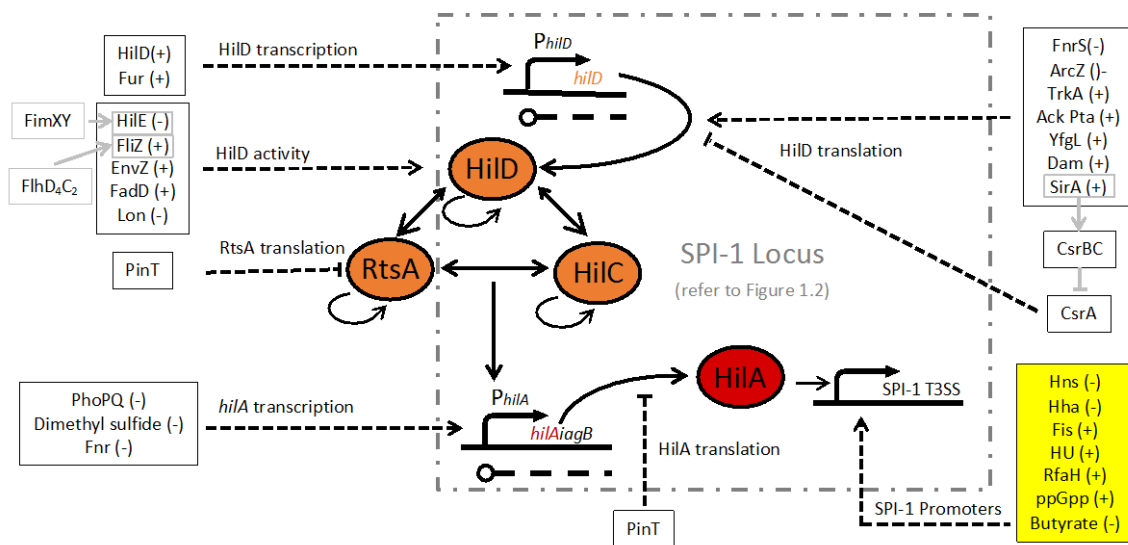 HilD(+)
Fur (+)
HilD transcription
PhilD
hilD
FnrS(-)
ArcZ ()-
TrkA (+)
Ack Pta (+)
YfgL (+)
Dam (+)
SirA (+)
FimXY
FlhD4C2
HilE (-)
FliZ (+)
EnvZ (+)
FadD (+)
Lon (-)
HilD activity
HilD
HilD translation
CsrBC
CsrA
PinT
RtsA translation
RtsA
HilC
SPI-1 Locus
(refer to Figure 1.2)
PhoPQ (-)
Dimethyl sulfide (-)
Fnr (-)
hilA transcription
PhilA
hilAiagB
HilA
SPI-1 T3SS
HilA translation
PinT
SPI-1 Promoters
Hns (-)
Hha (-)
Fis (+)
HU (+)
RfaH (+)
ppGpp (+)
Butyrate (-)